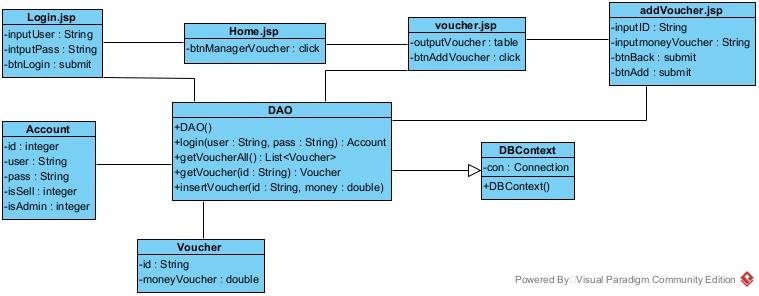 Login.jsp
-inputUser : String
-intputPass : String
-btnLogin : submit
Home.jsp
-btnManagerVoucher : click
voucher.jsp
-outputVoucher : table
-btnAddVoucher : click
addVoucher.jsp
-inputID : String
-inputmoneyVoucher : String
-btnBack : submit
-btnAdd : submit
DAO
+DAO()
+login(user : String, pass : String) : Account
+getVoucherAll() : List<Voucher>
+getVoucher(id : String) : Voucher
+insertVoucher(id : String, money : double)
Account
-id : integer
-user : String
-pass : String
-isSell : integer
-isAdmin : integer
DBContext
-con : Connection
+DBContext()
Voucher
-id : String
-moneyVoucher : double
Powered By Visual Paradigm Community Edition